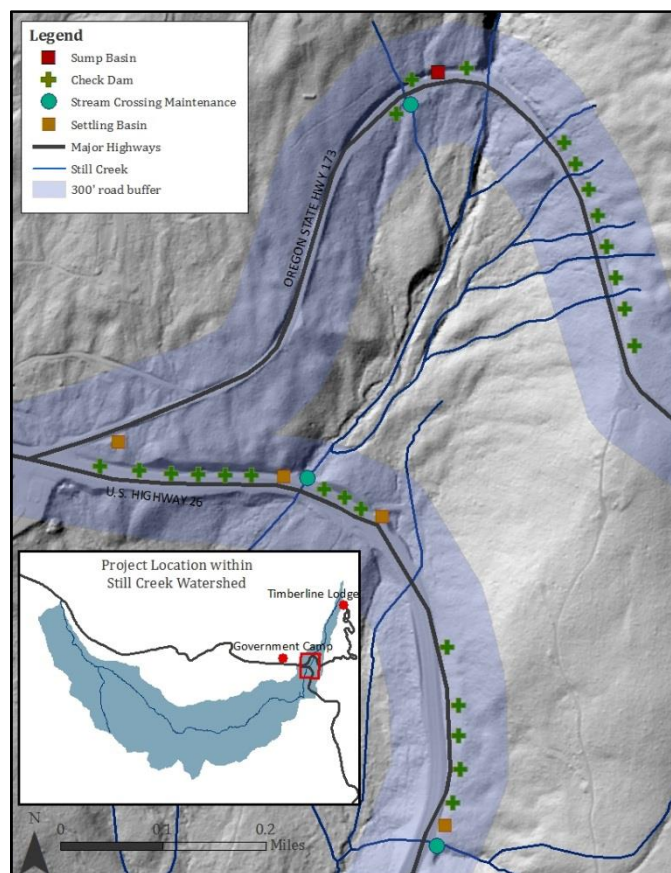 Legend
Sump Basin
Check Dam
Stream Crossing Maintenance
Settling Basin
Major Highways
Still Creek
300' road buffer
OREGON STATE HWY 173
U.S. HIGHWAY 26
Project Location within
Still Creek Watershed
Timberline Lodge
Government Camp
N
0 0.1 0.2
Miles